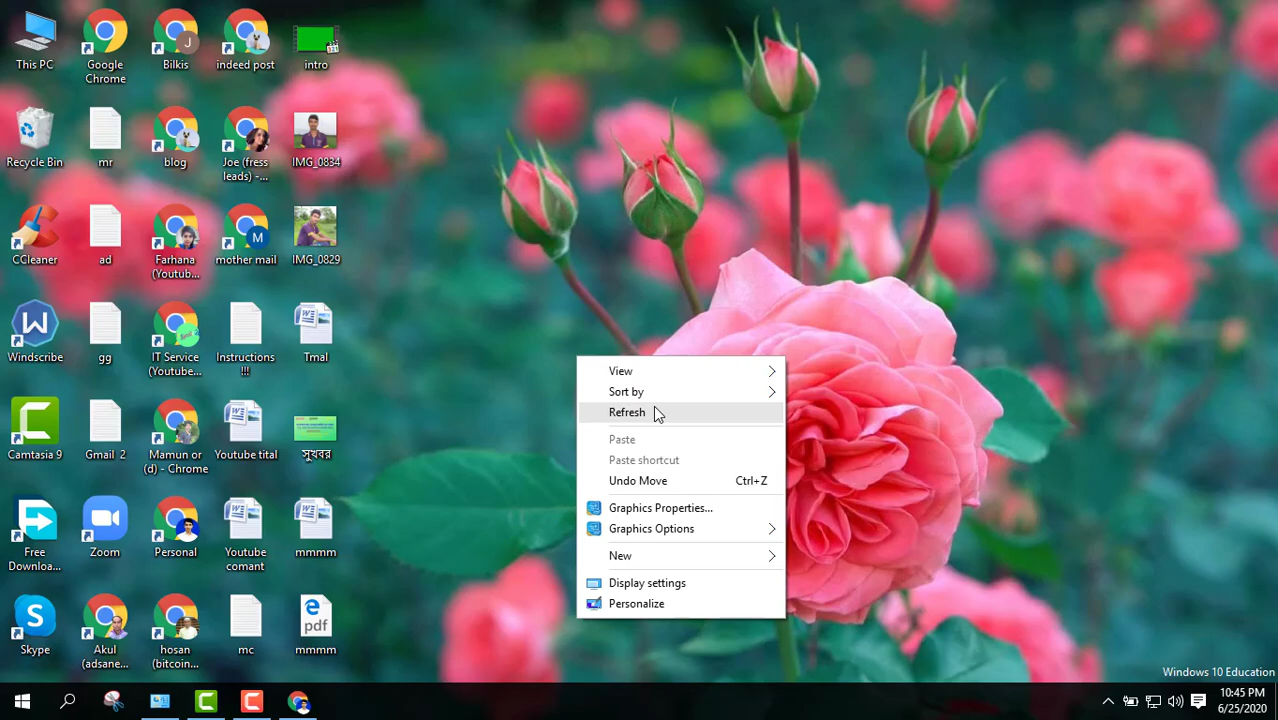 This PC
Google
Chrome
Bilkis
indeed post
intro
Recycle Bin
mr
blog
Joe (fress
leads) -...
IMG_0834
CCleaner
ad
Farhana
(Youtub...
mother mail
M
IMG_0829
Windscribe
gg
IT Service
(Youtube...
Instructions
!!!
Tmal
Camtasia 9
Gmail 2
Mamun or
(d) - Chrome
Youtube tital
সুখবর
Free
Downloa...
Zoom
Personal
Youtube
comant
mmmm
Skype
Akul
(adsane...
hosan
(bitcoin...
mc
pdf
mmmm
View
Sort by
Refresh
Paste
Paste shortcut
Undo Move Ctrl+Z
Graphics Properties...
Graphics Options
New
Display settings
Personalize
Windows 10 Education
10:45 PM
6/25/2020